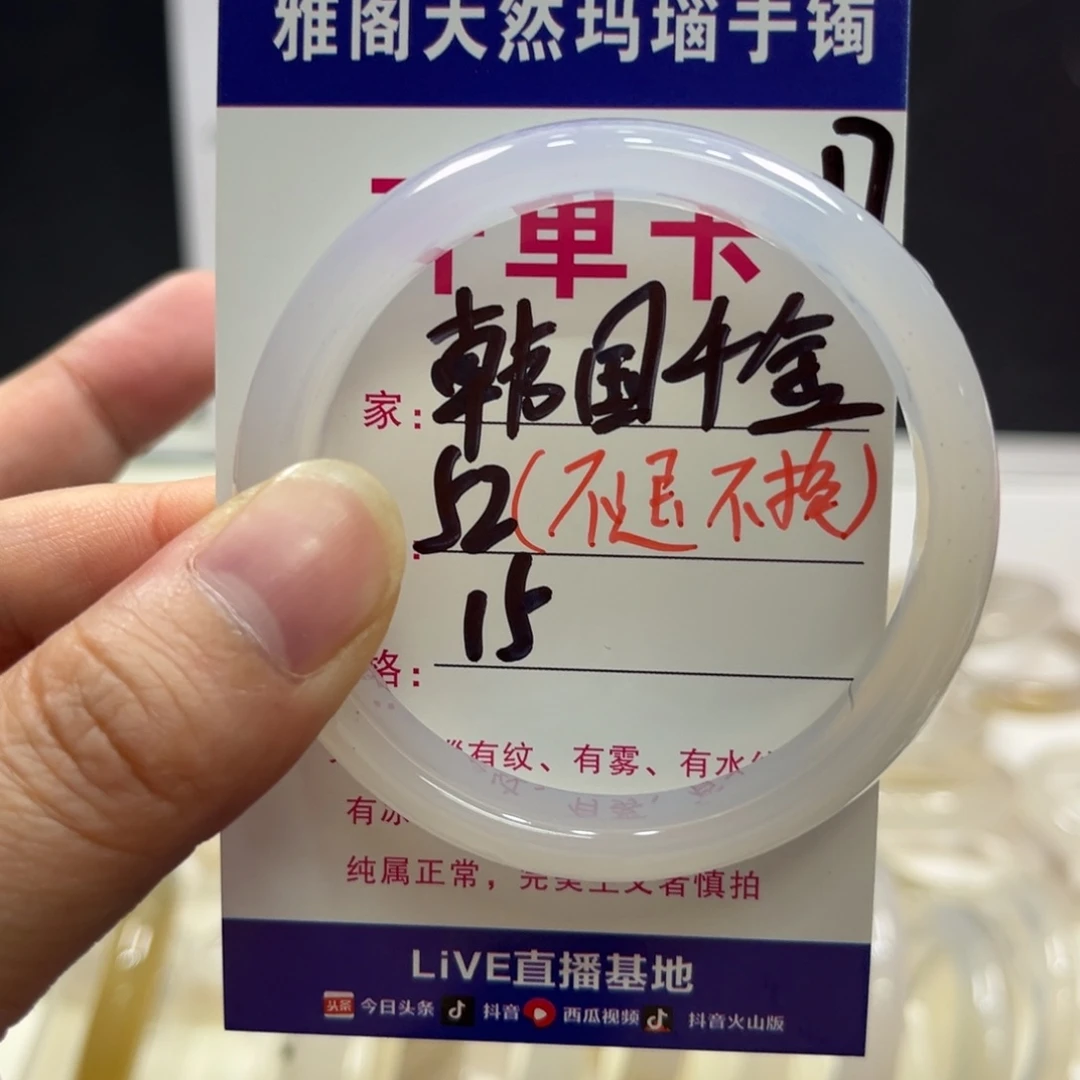 雅阁天然玛瑙手镯
单卡
家：韩国千金
52（不退不换）
15
格：
有纹、有雾、有水
有冰
纯属正常，完美主义者慎拍
LiVE直播基地
头条 今日头条 抖音 西瓜视频 抖音火山版